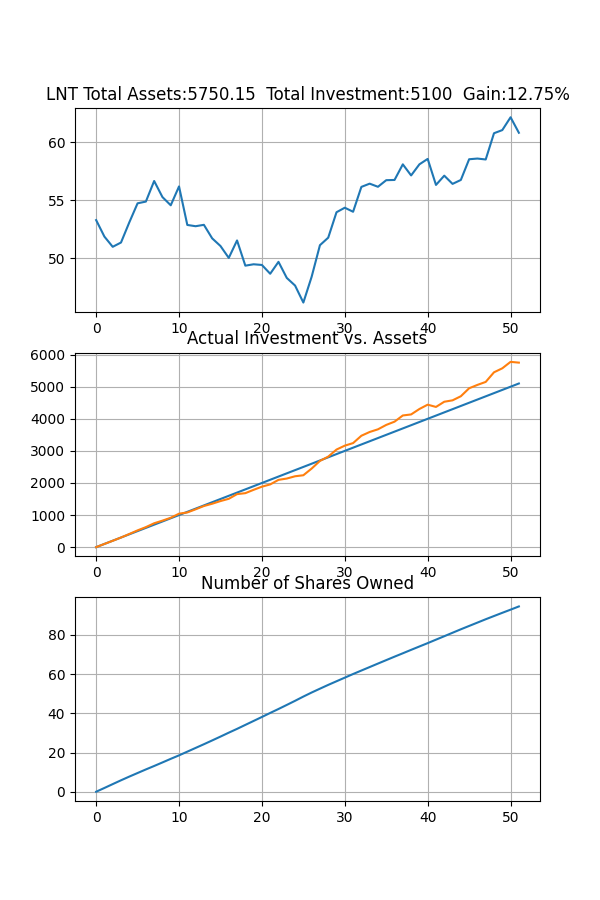 LNT Total Assets:5750.15  Total Investment:5100  Gain:12.75%
60
55
50
0 10 20 30 40 50
Actual Investment vs. Assets
6000
5000
4000
3000
2000
1000
0
0 10 20 30 40 50
Number of Shares Owned
80
60
40
20
0
0 10 20 30 40 50